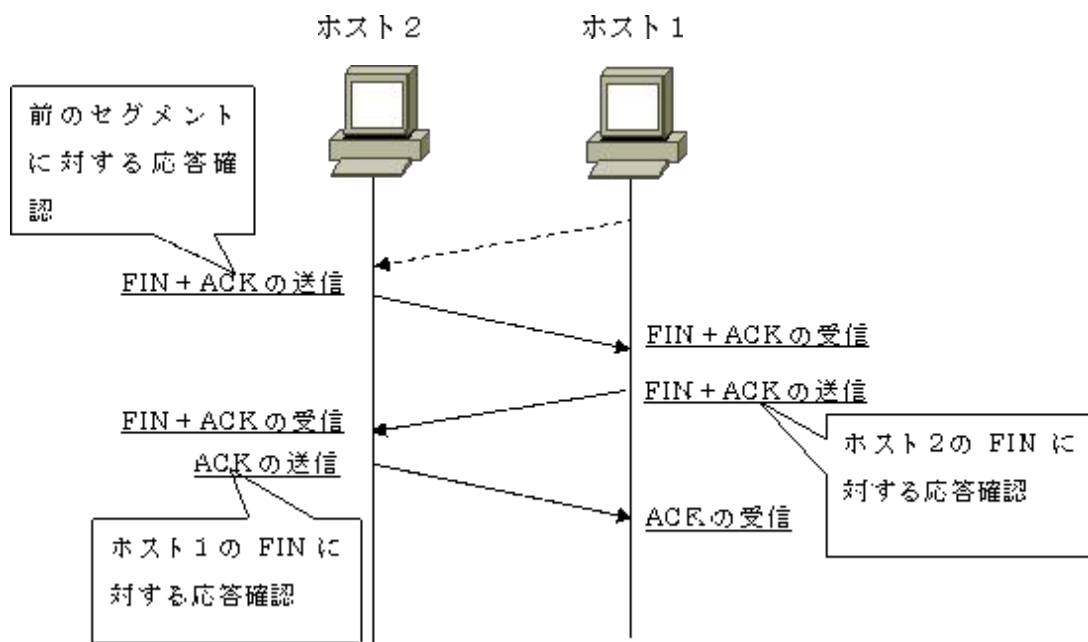 ホスト２
ホスト１
前のセグメント
に対する応答確
認
FIN＋ACKの送信
FIN＋ACKの受信
FIN＋ACKの送信
FIN＋ACKの受信
ACKの送信
ホスト２の FIN に
対する応答確認
ACKの受信
ホスト１の FIN に
対する応答確認